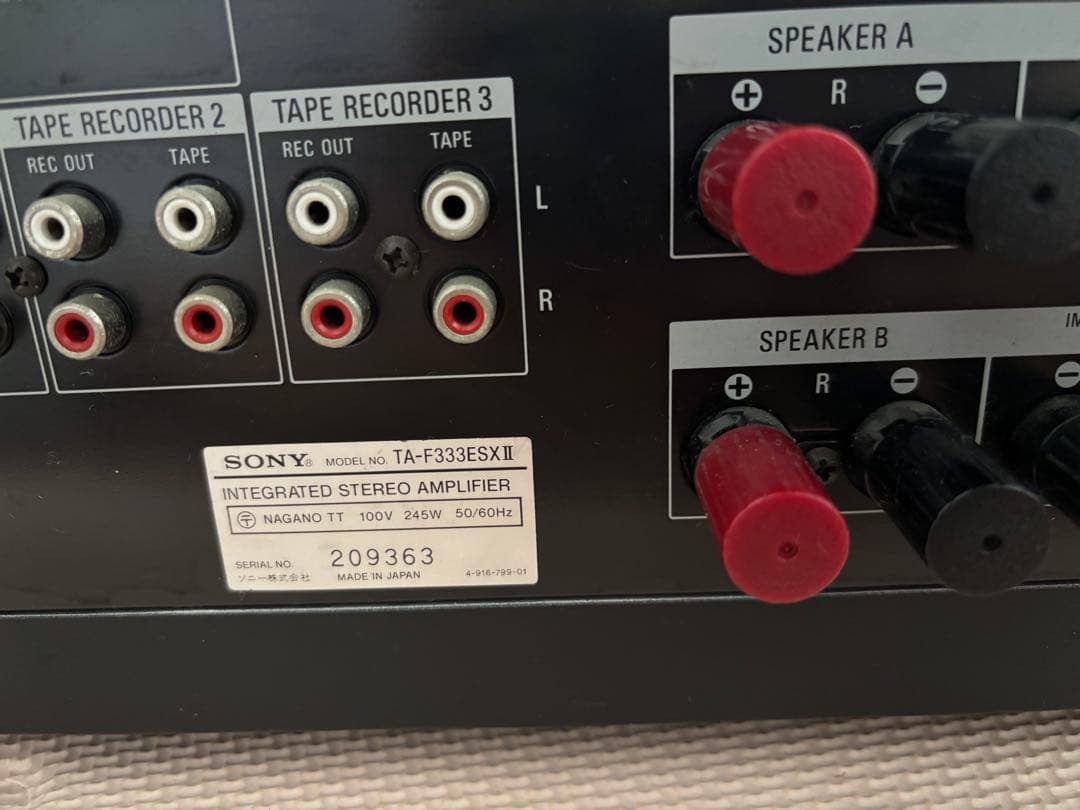 TAPE RECORDER 2
REC OUT TAPE
TAPE RECORDER 3
REC OUT TAPE
L
R
SPEAKER A
+ R −
SPEAKER B
+ R −
−
SONY® MODEL NO. TA-F333ESXⅡ
INTEGRATED STEREO AMPLIFIER
〒 NAGANO TT 100V 245W 50/60Hz
SERIAL NO. 209363
ソニー株式会社 MADE IN JAPAN 4-916-799-01